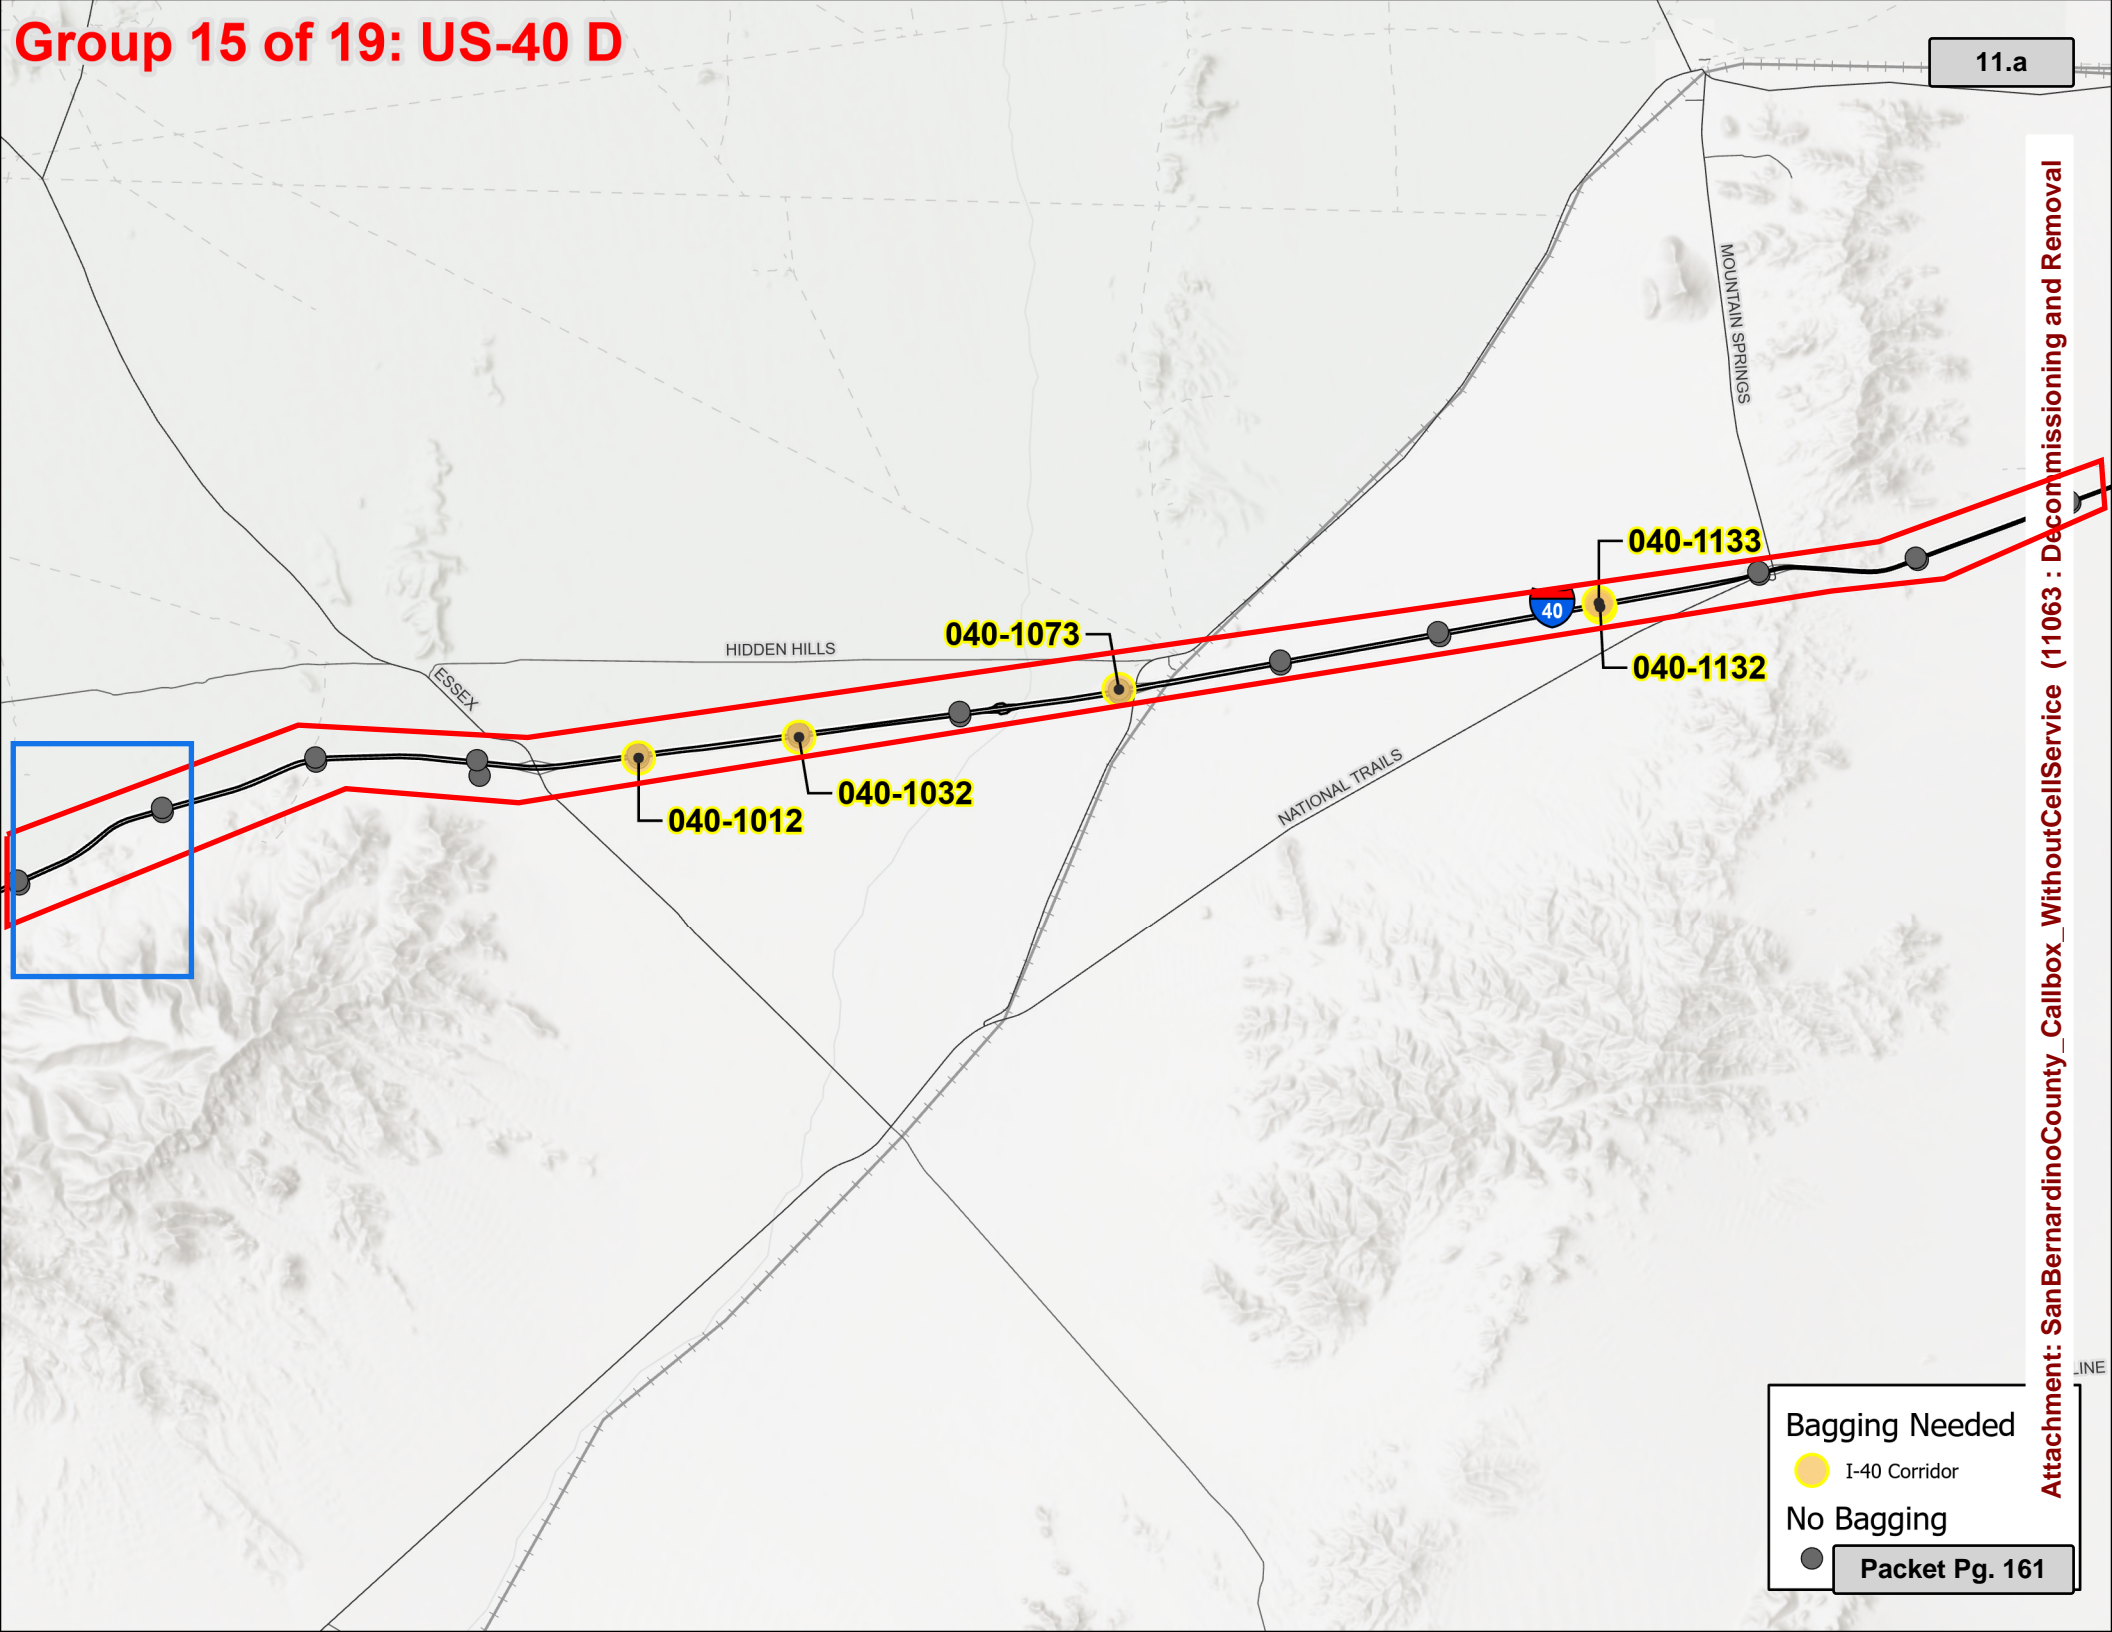 Group 15 of 19: US-40 D
11.a
MOUNTAIN SPRINGS
040-1133
40
040-1073
HIDDEN HILLS
040-1132
ESSEX
040-1032
040-1012
NATIONAL TRAILS
Attachment: SanBernardinoCounty_Callbox_WithoutCellService (11063 : Decommissioning and Removal
LINE
Bagging Needed
I-40 Corridor
No Bagging
Packet Pg. 161